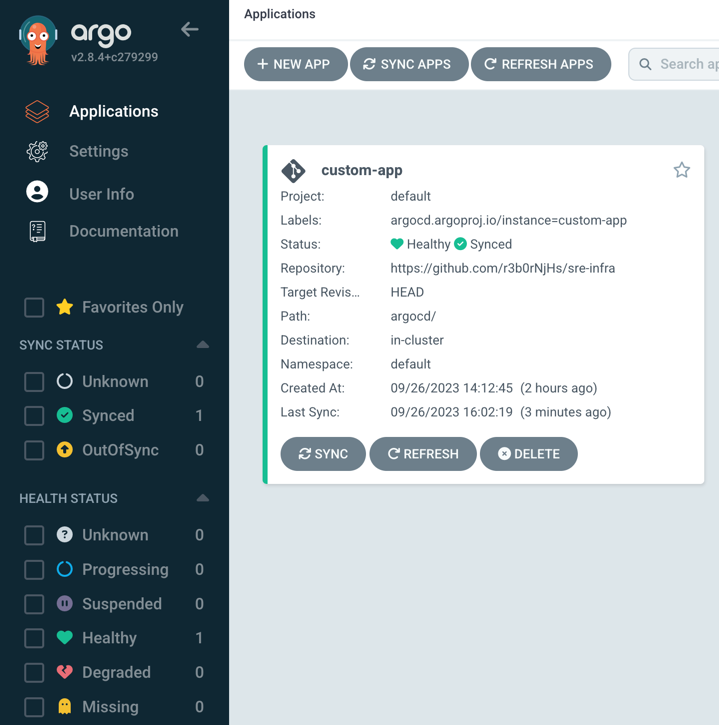 argo
v2.8.4+c279299
Applications
Settings
User Info
Documentation
Favorites Only
SYNC STATUS
Unknown 0
Synced 1
OutOfSync 0
HEALTH STATUS
? Unknown 0
Progressing 0
Suspended 0
Healthy 1
Degraded 0
Missing 0
Applications
+ NEW APP SYNC APPS REFRESH APPS Search ap
custom-app
Project: default
Labels: argocd.argoproj.io/instance=custom-app
Status: Healthy Synced
Repository: https://github.com/r3b0rNjHs/sre-infra
Target Revis... HEAD
Path: argocd/
Destination: in-cluster
Namespace: default
Created At: 09/26/2023 14:12:45 (2 hours ago)
Last Sync: 09/26/2023 16:02:19 (3 minutes ago)
SYNC REFRESH DELETE